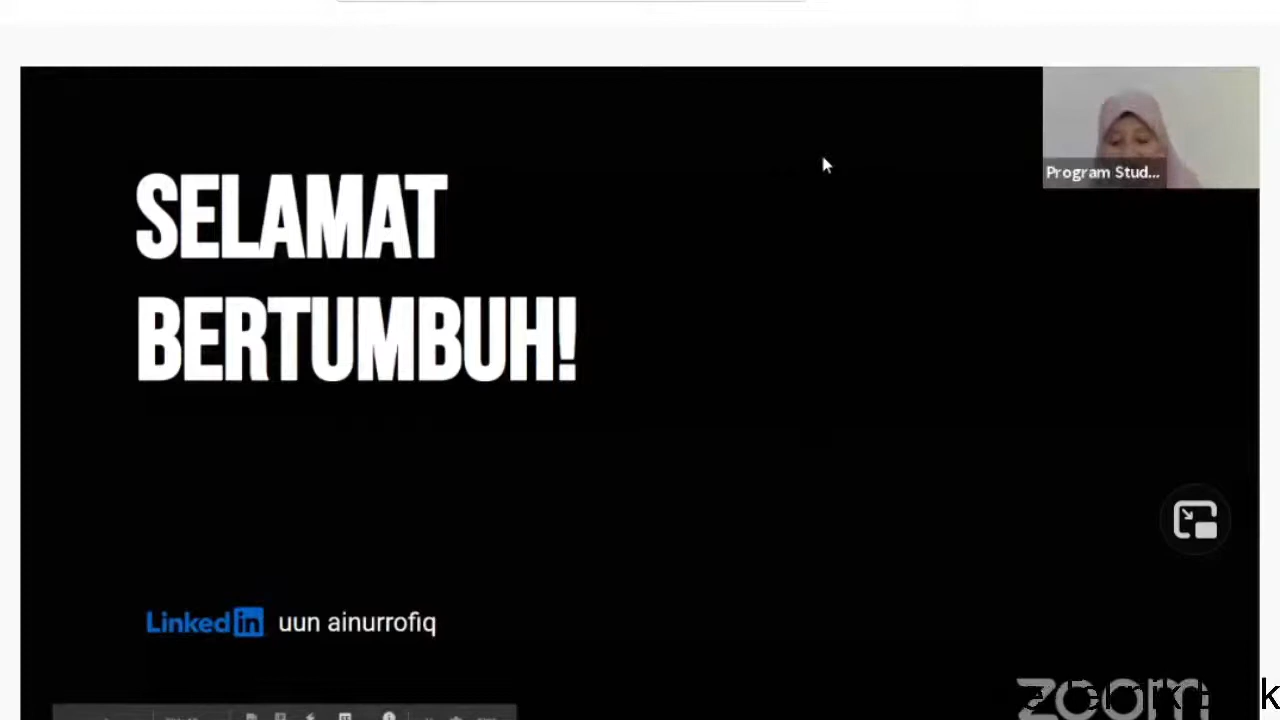 Program Stud...
SELAMAT
BERTUMBUH!
Linkedin uun ainurrofiq
zoom